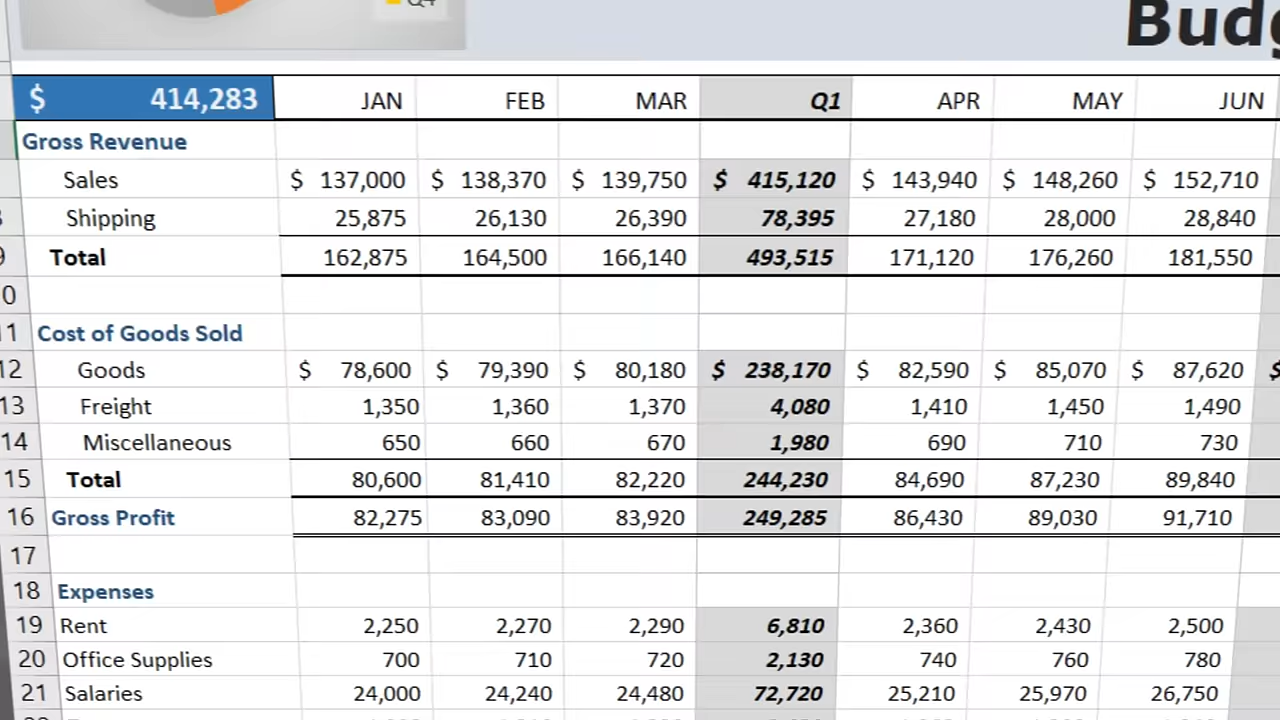 Q4
Budg
$ 414,283 JAN FEB MAR Q1 APR MAY JUN
Gross Revenue
Sales $ 137,000 $ 138,370 $ 139,750 $ 415,120 $ 143,940 $ 148,260 $ 152,710
Shipping 25,875 26,130 26,390 78,395 27,180 28,000 28,840
9 Total 162,875 164,500 166,140 493,515 171,120 176,260 181,550
0
11 Cost of Goods Sold
12 Goods $ 78,600 $ 79,390 $ 80,180 $ 238,170 $ 82,590 $ 85,070 $ 87,620 $
13 Freight 1,350 1,360 1,370 4,080 1,410 1,450 1,490
14 Miscellaneous 650 660 670 1,980 690 710 730
15 Total 80,600 81,410 82,220 244,230 84,690 87,230 89,840
16 Gross Profit 82,275 83,090 83,920 249,285 86,430 89,030 91,710
17
18 Expenses
19 Rent 2,250 2,270 2,290 6,810 2,360 2,430 2,500
20 Office Supplies 700 710 720 2,130 740 760 780
21 Salaries 24,000 24,240 24,480 72,720 25,210 25,970 26,750